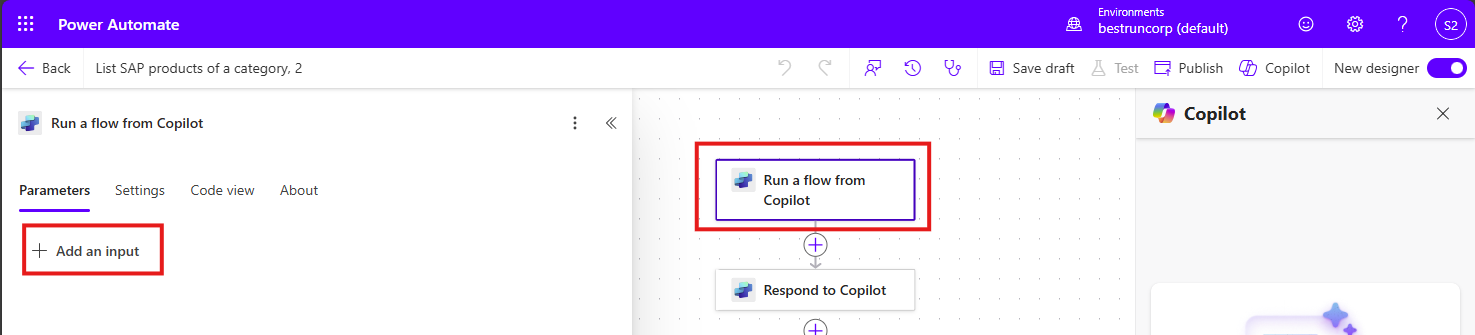 Power Automate
Environments
bestruncorp (default)
?
S2
Back
List SAP products of a category, 2
Save draft
Test
Publish
Copilot
New designer
Run a flow from Copilot
Parameters
Settings
Code view
About
+ Add an input
Run a flow from
Copilot
+
Respond to Copilot
+
Copilot